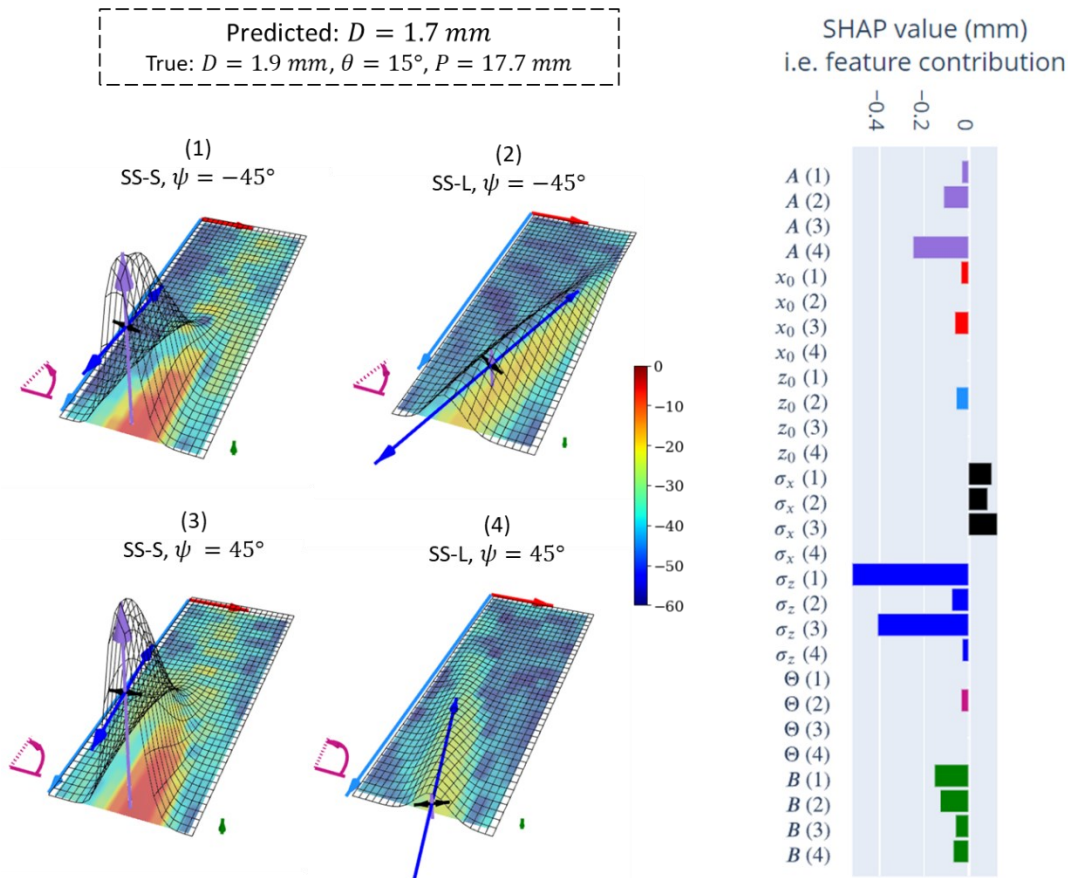 Predicted: D = 1.7 mm
True: D = 1.9 mm, θ = 15°, P = 17.7 mm
(1)
SS-S, ψ = −45°
(2)
SS-L, ψ = −45°
0
−10
−20
−30
−40
−50
−60
(3)
SS-S, ψ = 45°
(4)
SS-L, ψ = 45°
SHAP value (mm)
i.e. feature contribution
−0.4
−0.2
0
A (1)
A (2)
A (3)
A (4)
x₀ (1)
x₀ (2)
x₀ (3)
x₀ (4)
z₀ (1)
z₀ (2)
z₀ (3)
z₀ (4)
σₓ (1)
σₓ (2)
σₓ (3)
σₓ (4)
σ_z (1)
σ_z (2)
σ_z (3)
σ_z (4)
Θ (1)
Θ (2)
Θ (3)
Θ (4)
B (1)
B (2)
B (3)
B (4)